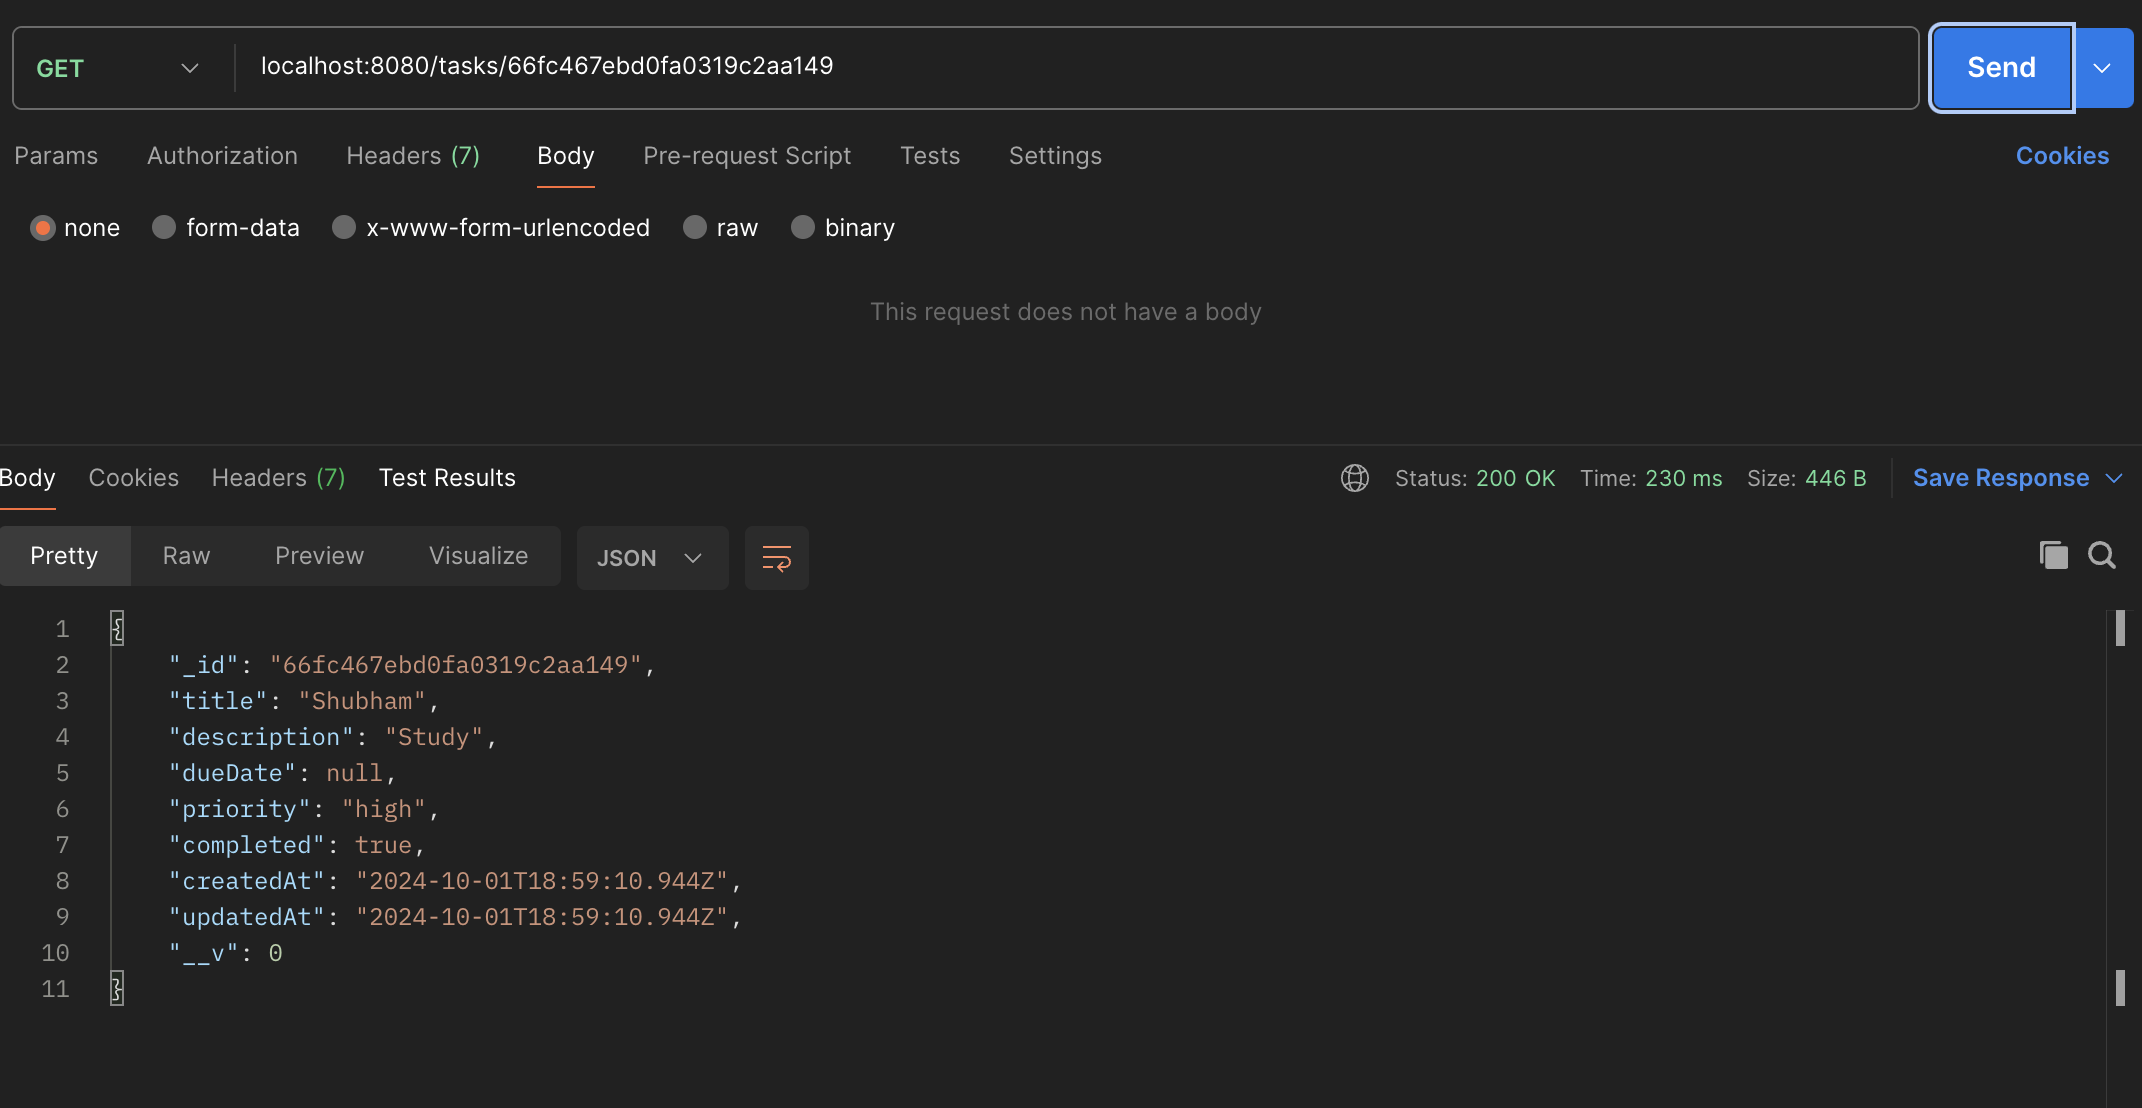 GET localhost:8080/tasks/66fc467ebd0fa0319c2aa149 Send
Params Authorization Headers (7) Body Pre-request Script Tests Settings Cookies
none form-data x-www-form-urlencoded raw binary
This request does not have a body
Body Cookies Headers (7) Test Results Status: 200 OK Time: 230 ms Size: 446 B Save Response
Pretty Raw Preview Visualize JSON
1 {
2 "_id": "66fc467ebd0fa0319c2aa149",
3 "title": "Shubham",
4 "description": "Study",
5 "dueDate": null,
6 "priority": "high",
7 "completed": true,
8 "createdAt": "2024-10-01T18:59:10.944Z",
9 "updatedAt": "2024-10-01T18:59:10.944Z",
10 "__v": 0
11 }